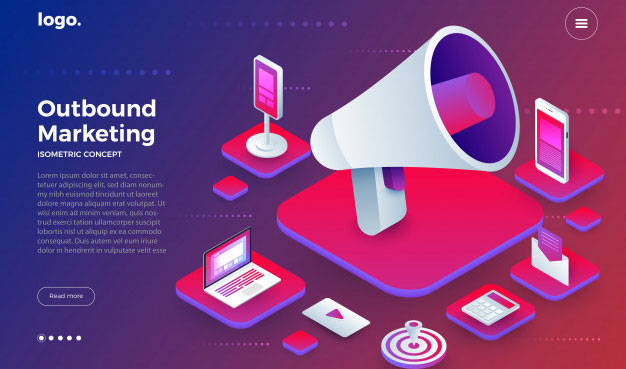 logo.
Outbound
Marketing
ISOMETRIC CONCEPT
Lorem ipsum dolor sit amet, consec-
tetuer adipiscing elit, sed diam nonum-
my nibh euismod tincidunt ut laoreet
dolore magna aliquam erat volutpat. Ut
wisi enim ad minim veniam, quis nos-
trud exerci tation ullamcorper suscipit
lobortis nisl ut aliquip ex ea commodo
consequat. Duis autem vel eum iriure
dolor in hendrerit in vulputate velit esse
Read more